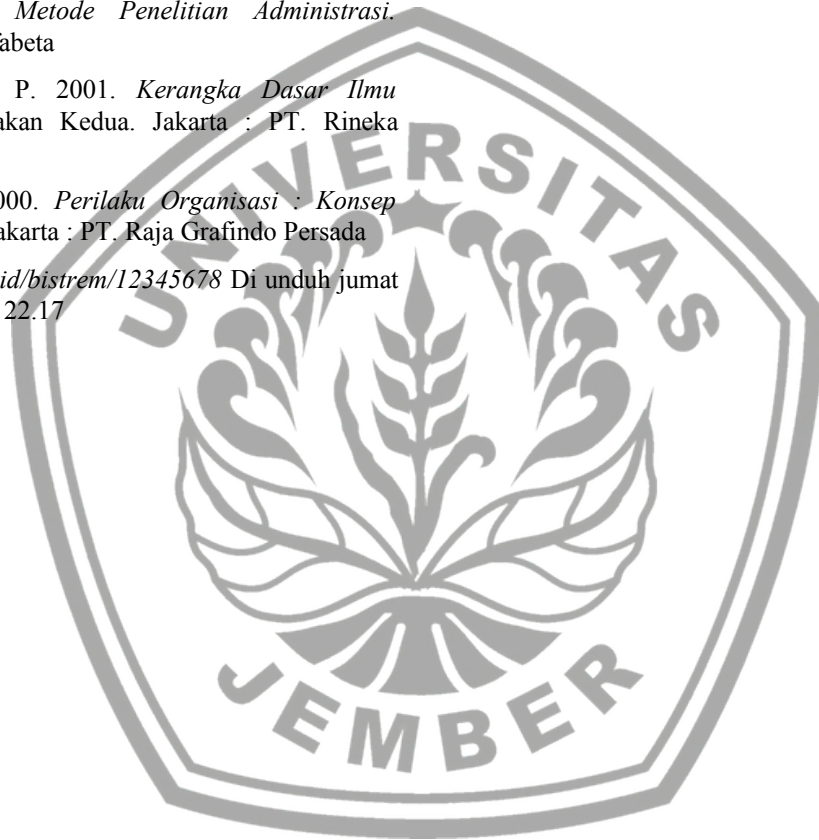 Metode Penelitian Administrasi.
abeta
P. 2001. Kerangka Dasar Ilmu
akan Kedua. Jakarta : PT. Rineka
000. Perilaku Organisasi : Konsep
akarta : PT. Raja Grafindo Persada
id/bistrem/12345678 Di unduh jumat
22.17
UNIVERSITAS
JEMBER